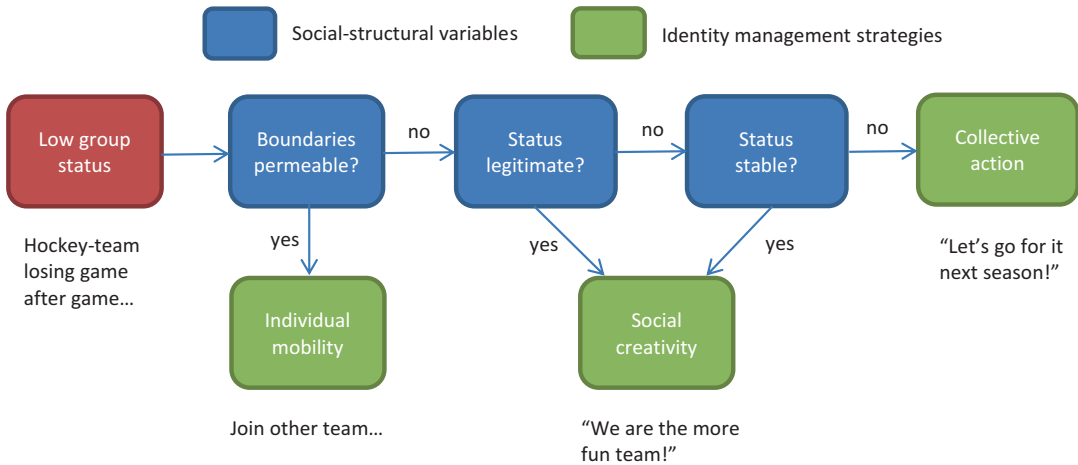 Social-structural variables
Identity management strategies
Low group
status
Boundaries
permeable?
no
Status
legitimate?
no
Status
stable?
no
Collective
action
Hockey-team
losing game
after game…
yes
yes
yes
“Let’s go for it
next season!”
Individual
mobility
Social
creativity
Join other team…
“We are the more
fun team!”